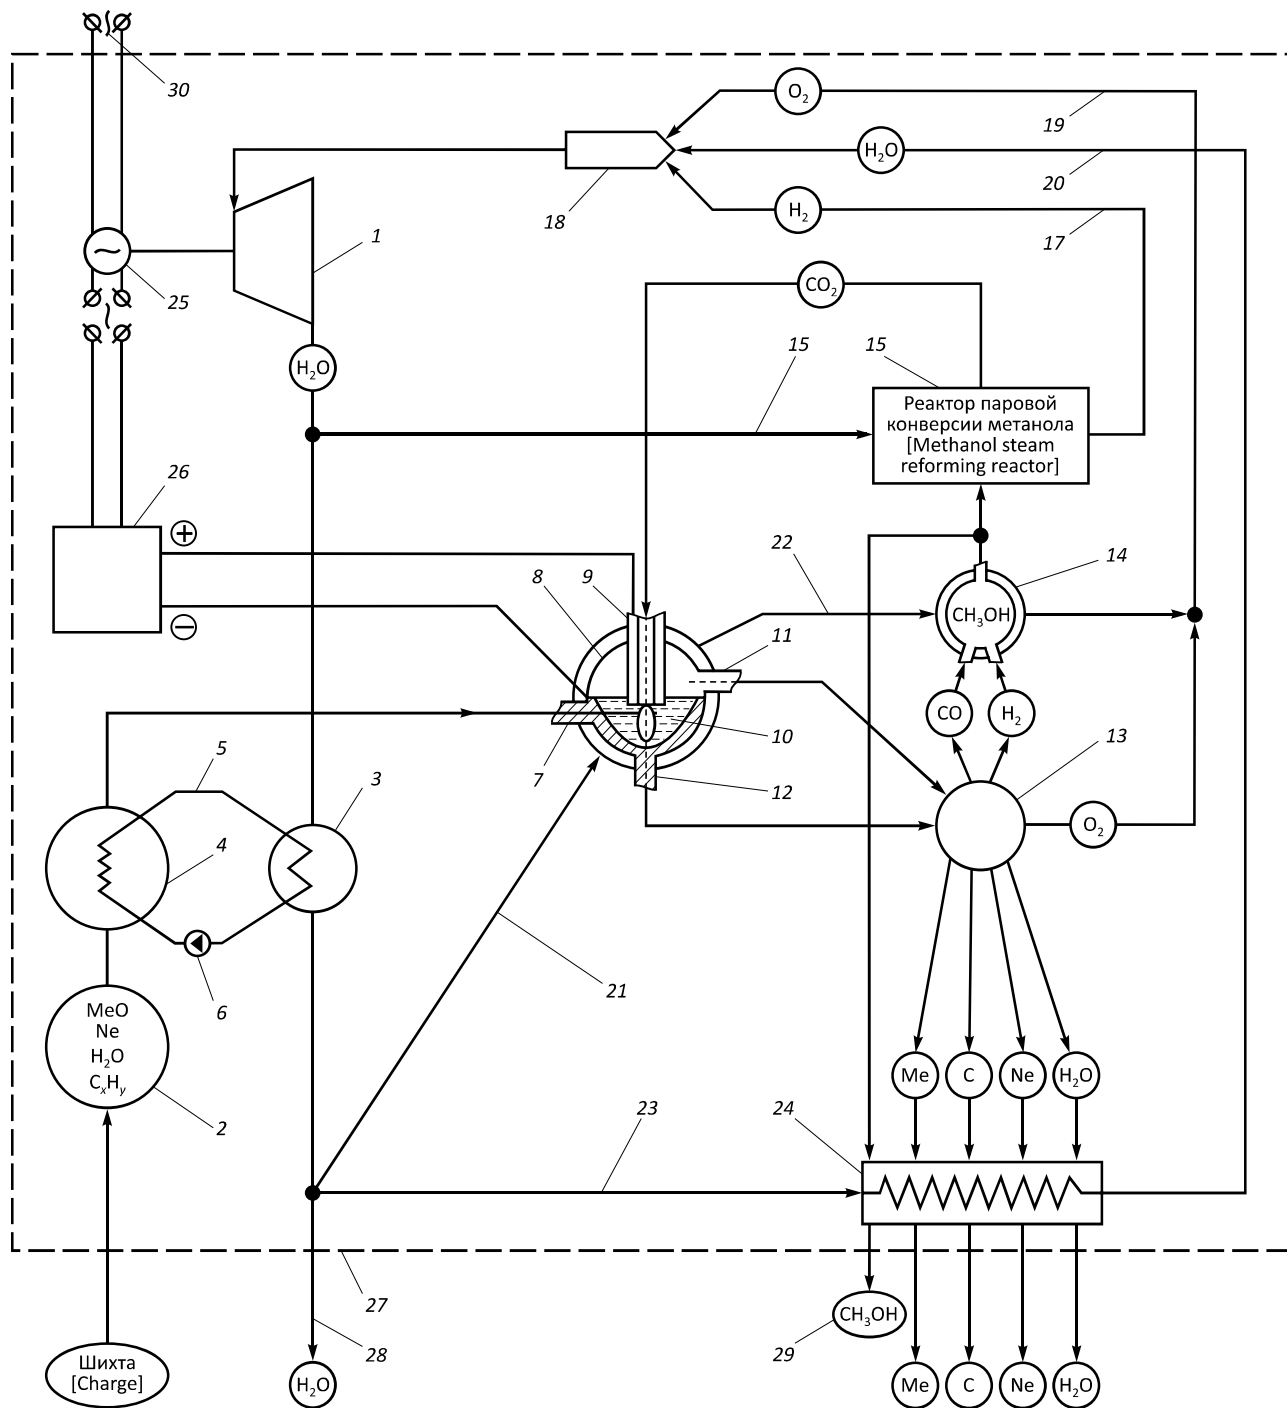 30
O₂
19
H₂O
20
18
H₂
17
1
25
CO₂
H₂O
15
15
Реактор паровой
конверсии метанола
[Methanol steam
reforming reactor]
26
+
−
22
14
8
9
CH₃OH
11
CO
H₂
10
13
5
7
3
12
O₂
4
21
6
MeO
Ne
H₂O
CₓHᵧ
Me
C
Ne
H₂O
2
23
24
27
CH₃OH
28
29
Шихта
[Charge]
H₂O
Me
C
Ne
H₂O